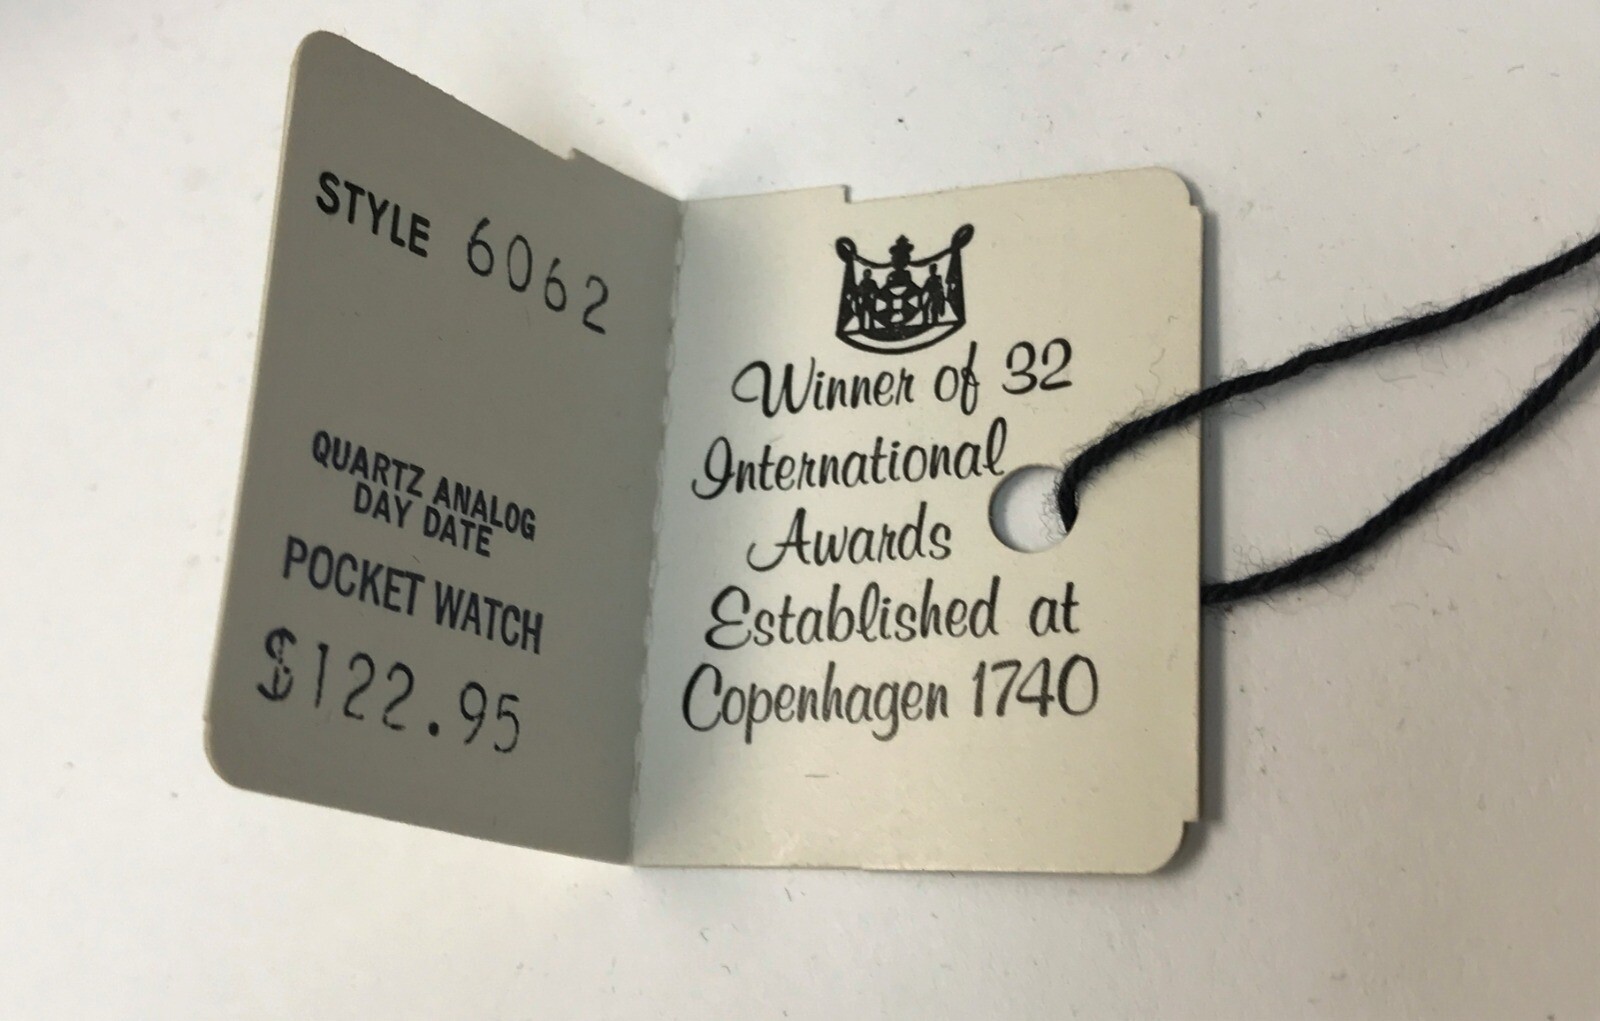 STYLE 6062
QUARTZ ANALOG
DAY DATE
POCKET WATCH
$122.95
Winner of 32
International
Awards
Established at
Copenhagen 1740